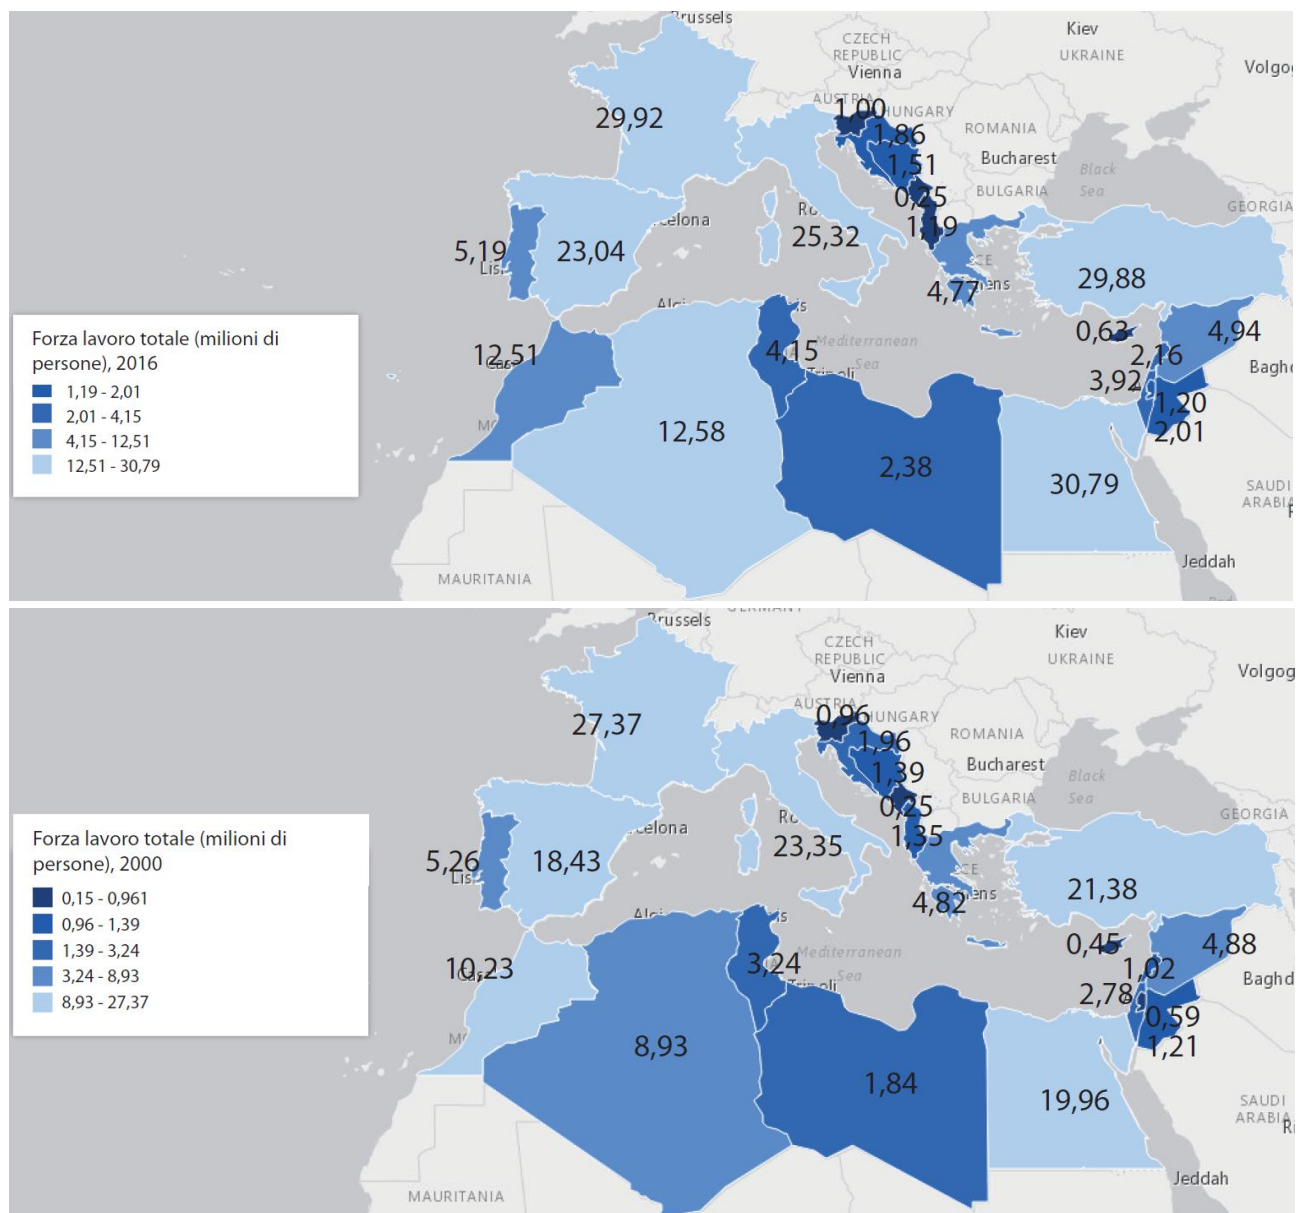 Brussels
Kiev
CZECH
REPUBLIC
UKRAINE
Vienna
AUSTRIA
HUNGARY
1,00
29,92
1,86
ROMANIA
Bucharest
1,51
Black
Sea
BULGARIA
0,25
GEORGIA
1,19
5,19
23,04
25,32
29,88
4,77
Forza lavoro totale (milioni di
persone), 2016
1,19 - 2,01
2,01 - 4,15
4,15 - 12,51
12,51 - 30,79
12,51
4,15
Mediterranean
Sea
Tripoli
0,63
4,94
2,16
3,92
1,20
2,01
12,58
2,38
30,79
SAUDI
ARABIA
Jeddah
MAURITANIA
GERMANY
Brussels
Kiev
CZECH
REPUBLIC
UKRAINE
Vienna
AUSTRIA
HUNGARY
0,96
27,37
1,96
ROMANIA
Bucharest
1,39
Black
Sea
BULGARIA
0,25
GEORGIA
1,35
5,26
18,43
23,35
21,38
4,82
Forza lavoro totale (milioni di
persone), 2000
0,15 - 0,961
0,96 - 1,39
1,39 - 3,24
3,24 - 8,93
8,93 - 27,37
10,23
3,24
Mediterranean
Sea
Tripoli
0,45
4,88
1,02
2,78
0,59
1,21
8,93
1,84
19,96
SAUDI
ARABIA
Jeddah
MAURITANIA